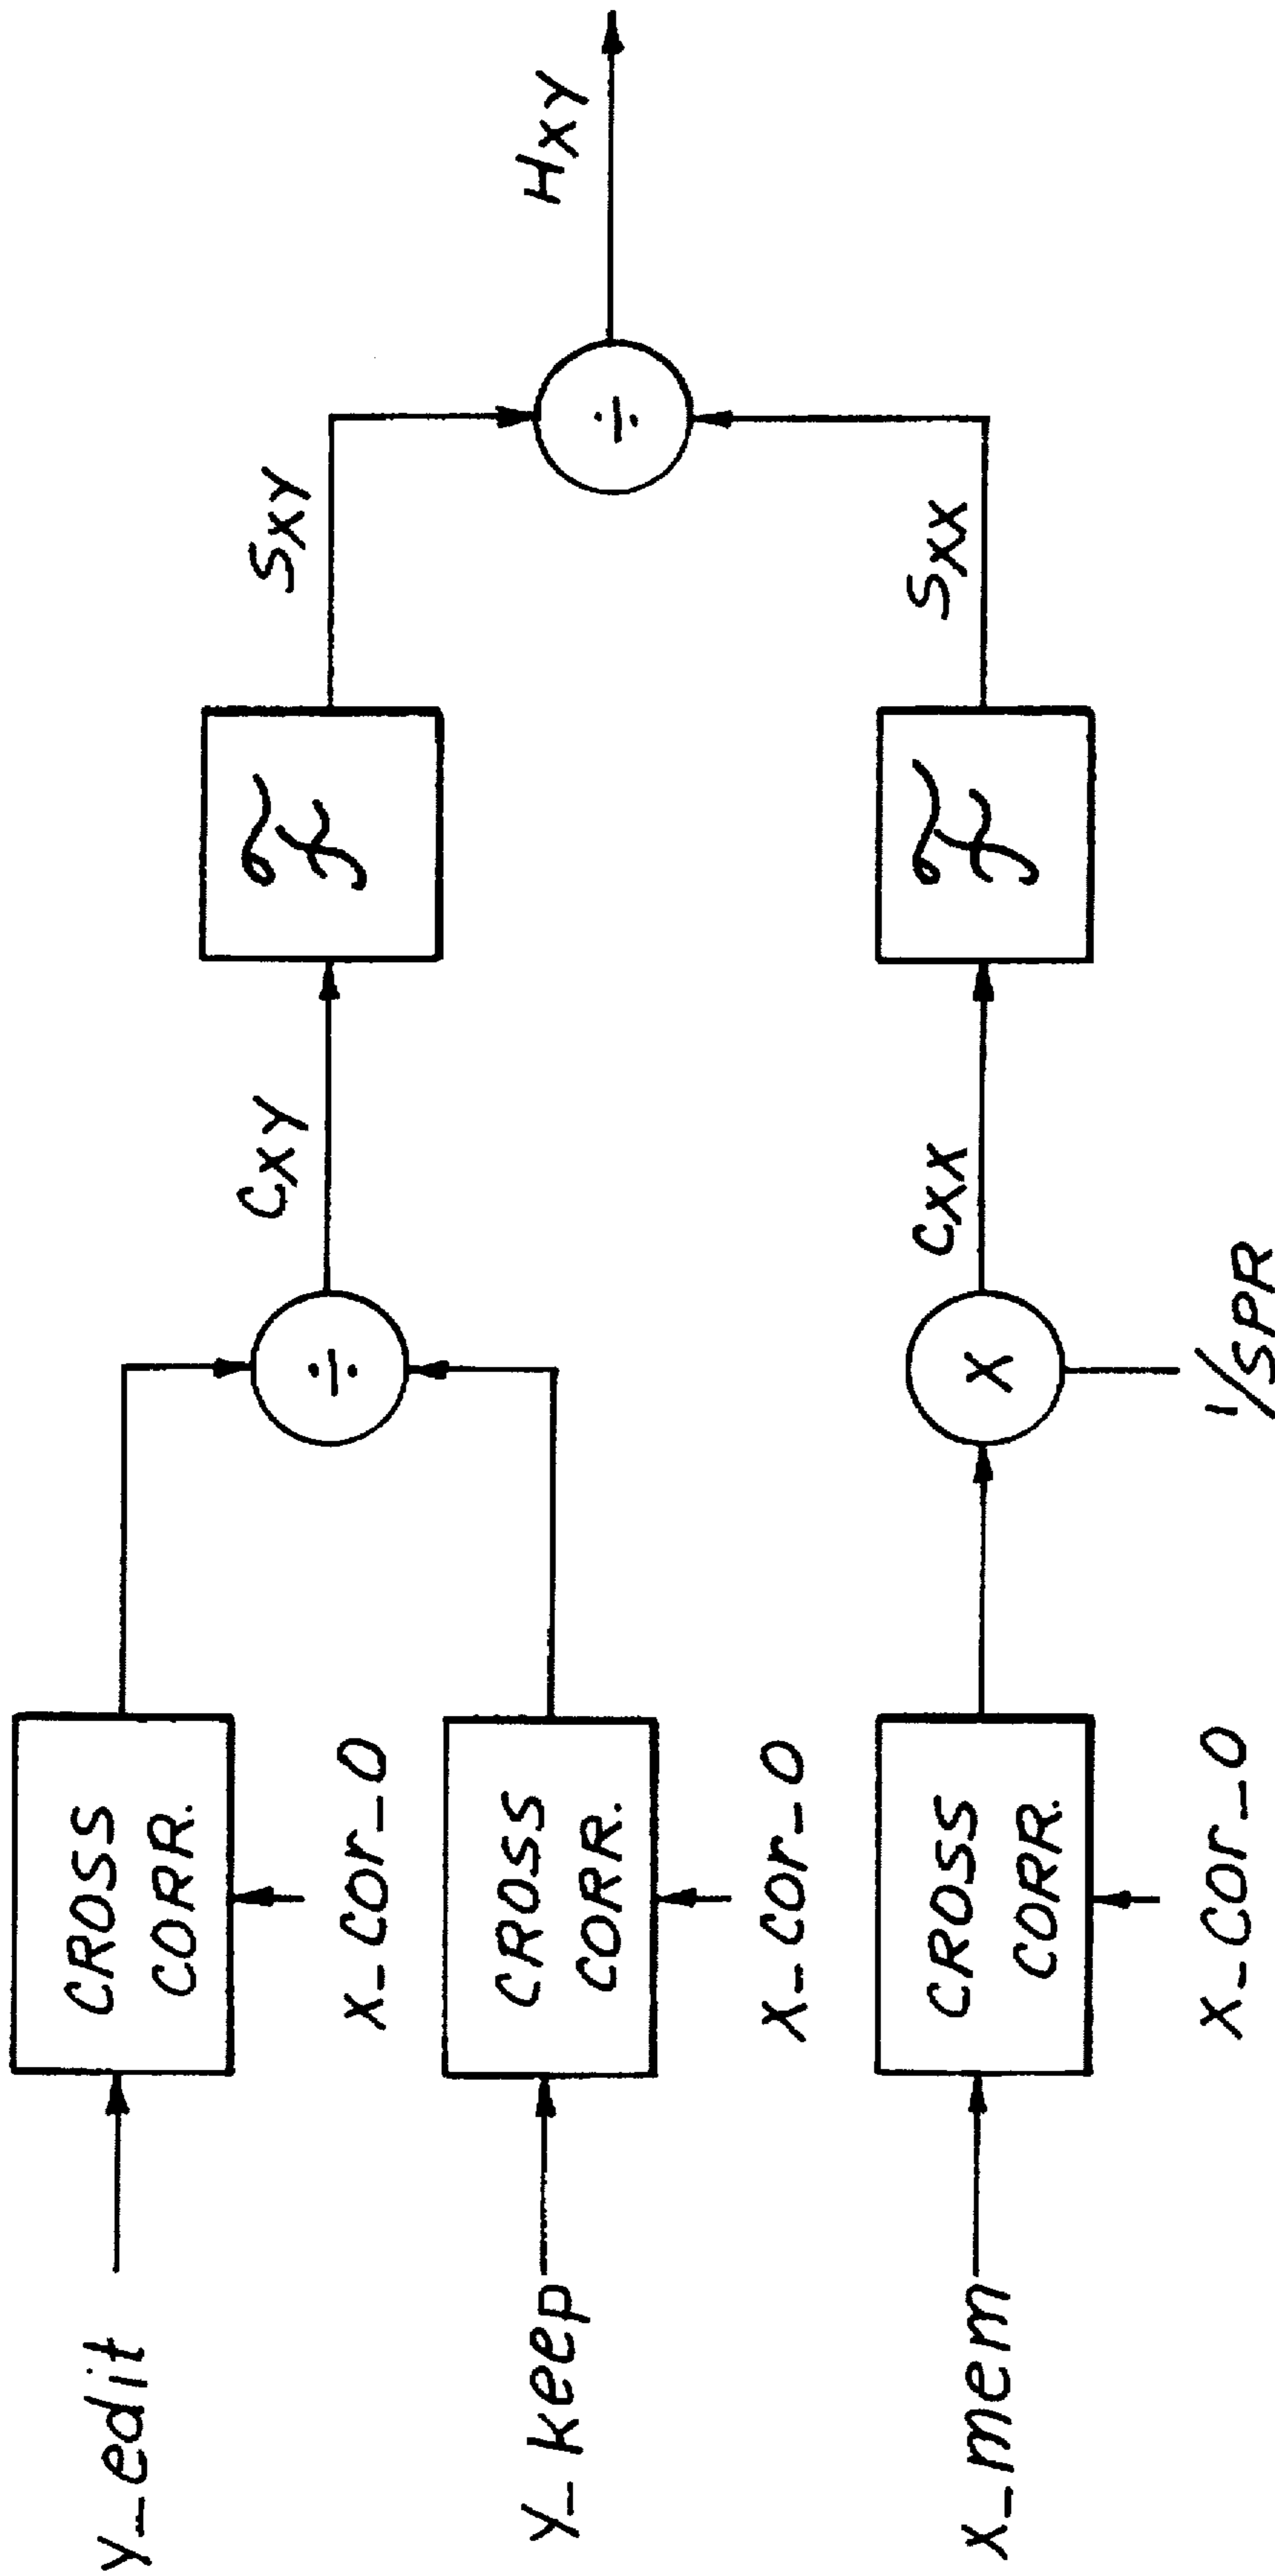 y_edit
CROSS
CORR.
x_cor_0
÷
CXY
ℱ
SXY
y_keep
CROSS
CORR.
x_cor_0
÷
HXY
x_mem
CROSS
CORR.
x_cor_0
X
1/SPR
CXX
ℱ
SXX